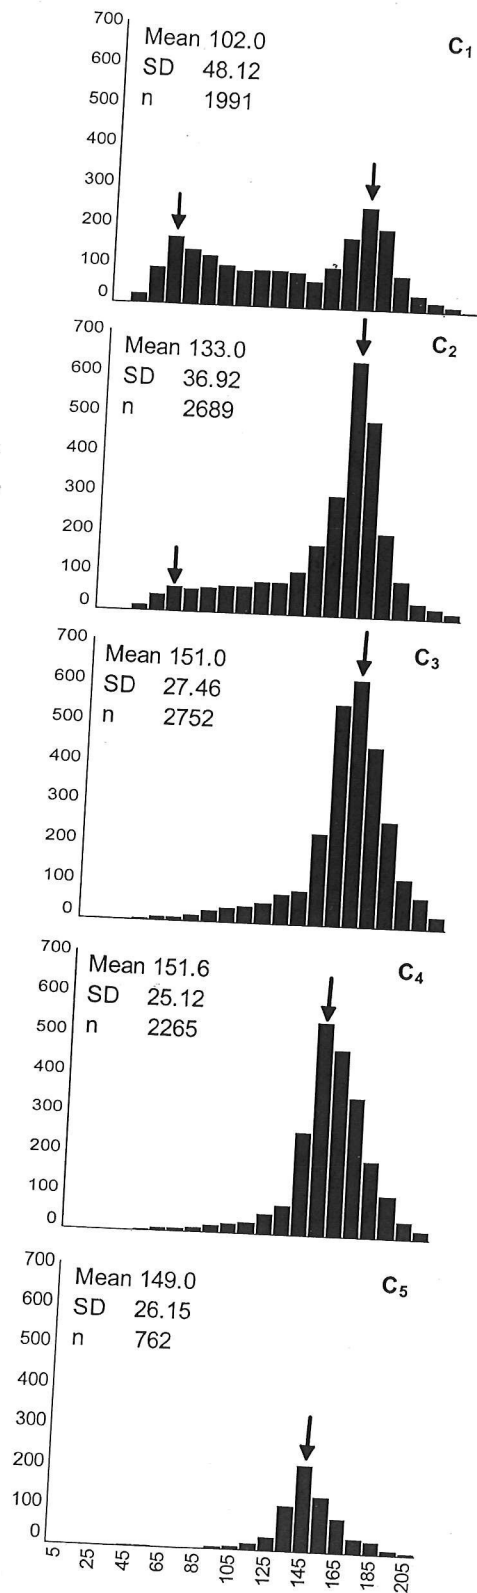 700
600
500
400
300
200
100
0
Mean 102.0
SD 48.12
n 1991
C₁
700
600
500
400
300
200
100
0
Mean 133.0
SD 36.92
n 2689
C₂
700
600
500
400
300
200
100
0
Mean 151.0
SD 27.46
n 2752
C₃
700
600
500
400
300
200
100
0
Mean 151.6
SD 25.12
n 2265
C₄
700
600
500
400
300
200
100
0
Mean 149.0
SD 26.15
n 762
C₅
5 25 45 65 85 105 125 145 165 185 205